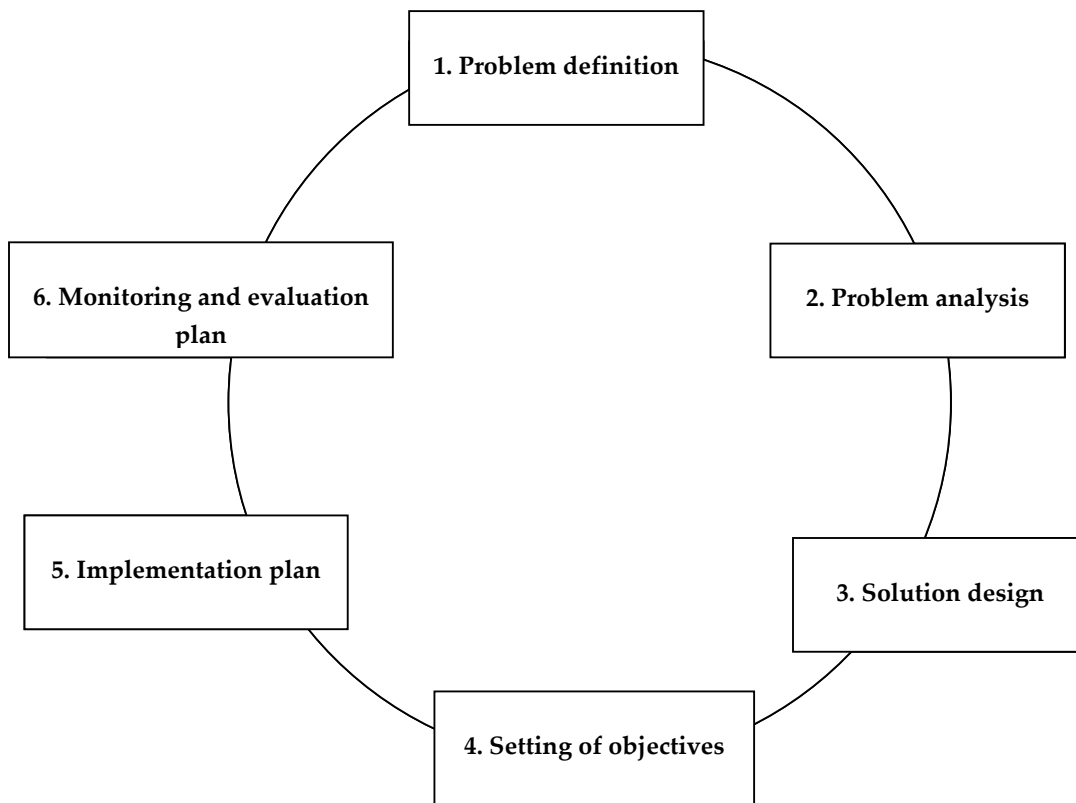 1. Problem definition
2. Problem analysis
3. Solution design
4. Setting of objectives
5. Implementation plan
6. Monitoring and evaluation
plan